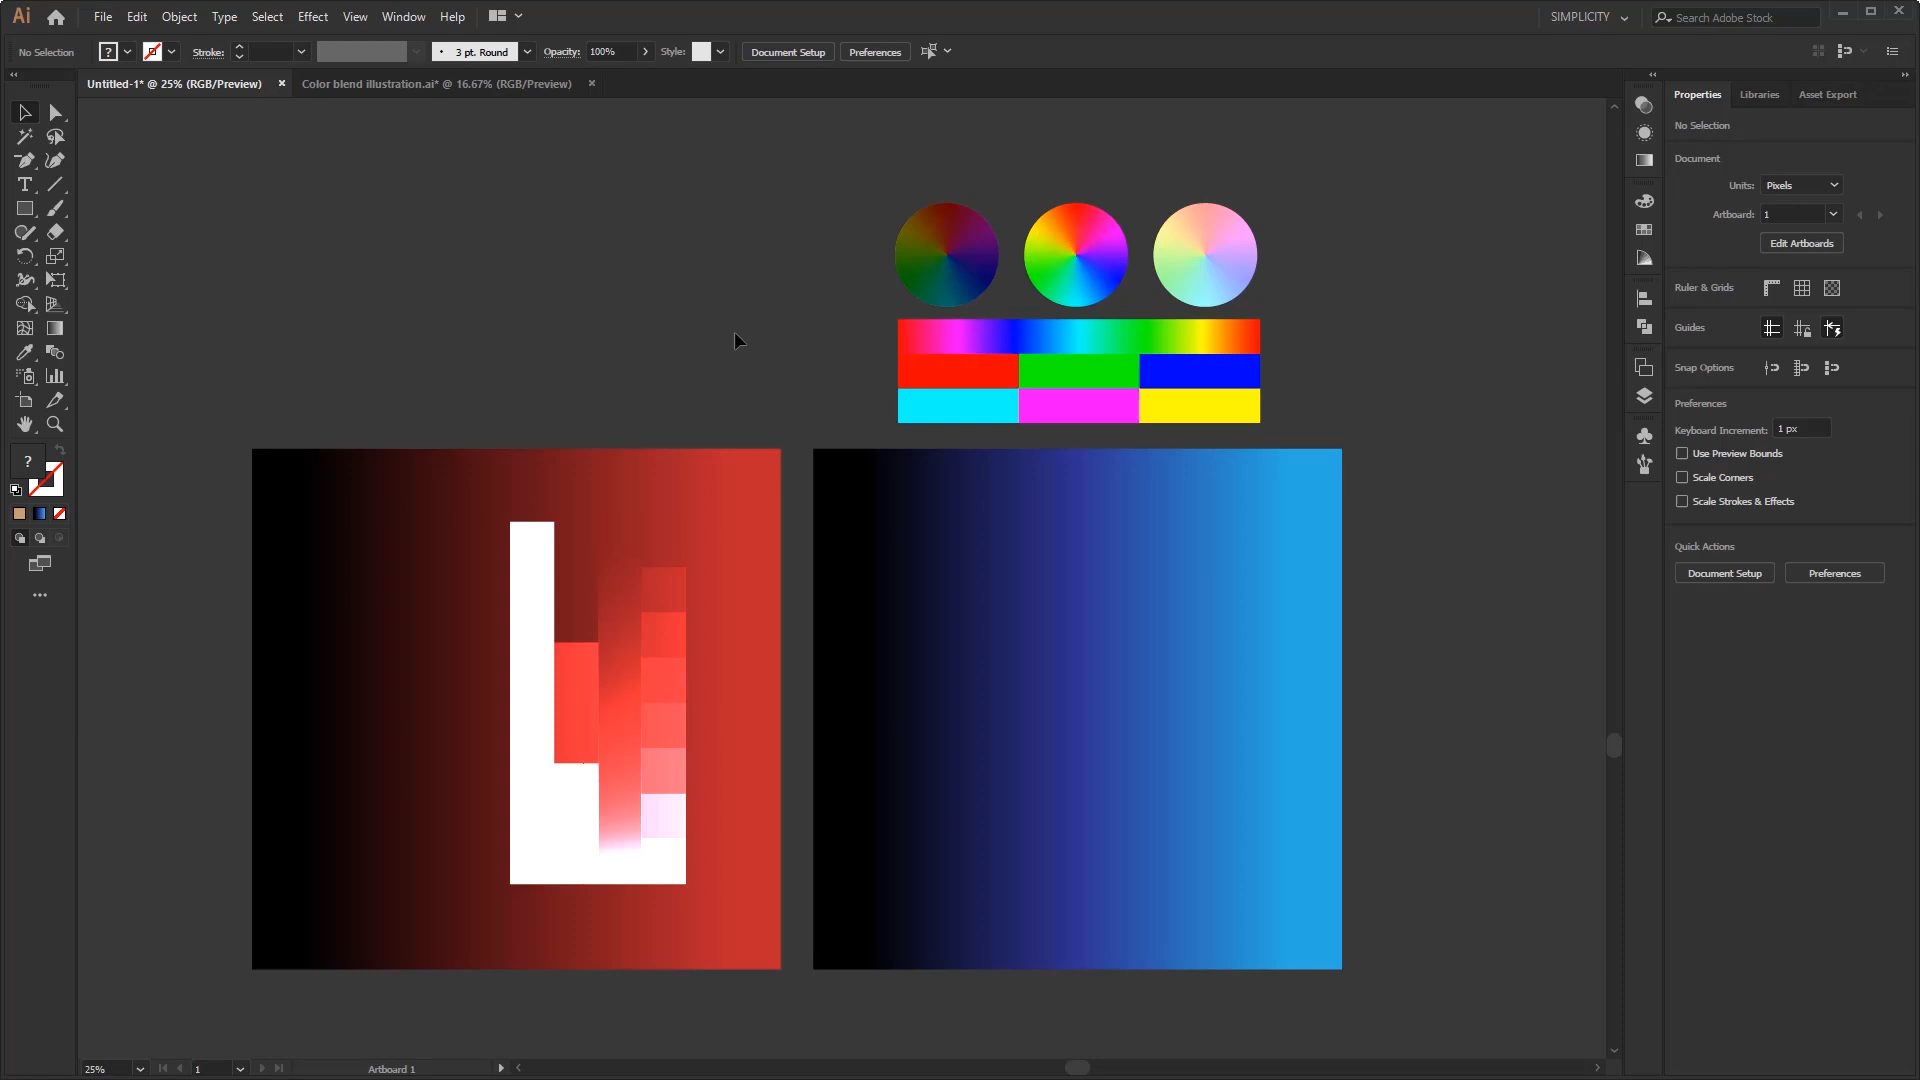 Ai File Edit Object Type Select Effect View Window Help SIMPLICITY Search Adobe Stock
No Selection ? Stroke: 3 pt. Round Opacity: 100% Style: Document Setup Preferences
Untitled-1* @ 25% (RGB/Preview) Color blend illustration.ai* @ 16.67% (RGB/Preview)
Properties Libraries Asset Export
No Selection
Document
Units: Pixels
Artboard: 1
Edit Artboards
Ruler & Grids
Guides
Snap Options
Preferences
Keyboard Increment: 1 px
Use Preview Bounds
Scale Corners
Scale Strokes & Effects
Quick Actions
Document Setup Preferences
?
25% 1 Artboard 1